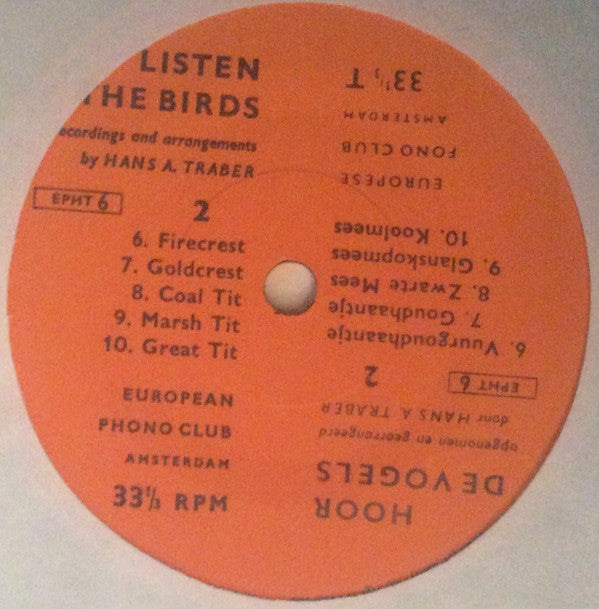 LISTEN
THE BIRDS
recordings and arrangements
by HANS A. TRABER
EPHT 6
2
6. Firecrest
7. Goldcrest
8. Coal Tit
9. Marsh Tit
10. Great Tit
EUROPEAN
PHONO CLUB
AMSTERDAM
33⅓ RPM
HOOR
DE VOGELS
opgenomen en gearrangeerd
door HANS A. TRABER
EPHT 6
2
6. Vuurgoudhaantje
7. Goudhaantje
8. Zwarte Mees
9. Glanskopmees
10. Koolmees
EUROPESE
FONO CLUB
AMSTERDAM
33⅓ T